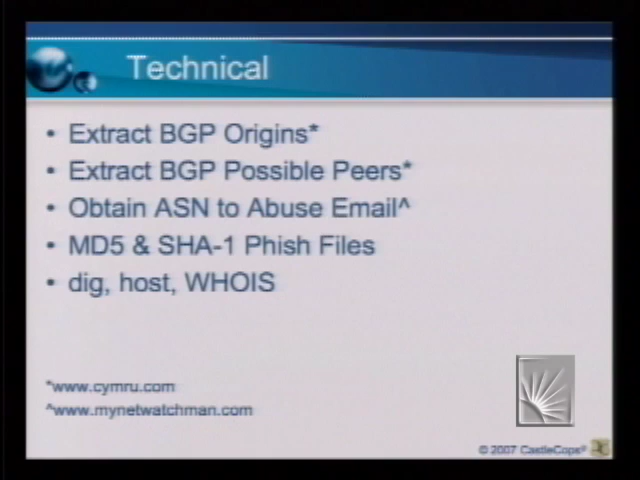 Technical
• Extract BGP Origins*
• Extract BGP Possible Peers*
• Obtain ASN to Abuse Email^
• MD5 & SHA-1 Phish Files
• dig, host, WHOIS
*www.cymru.com
^www.mynetwatchman.com
© 2007 CastleCops®